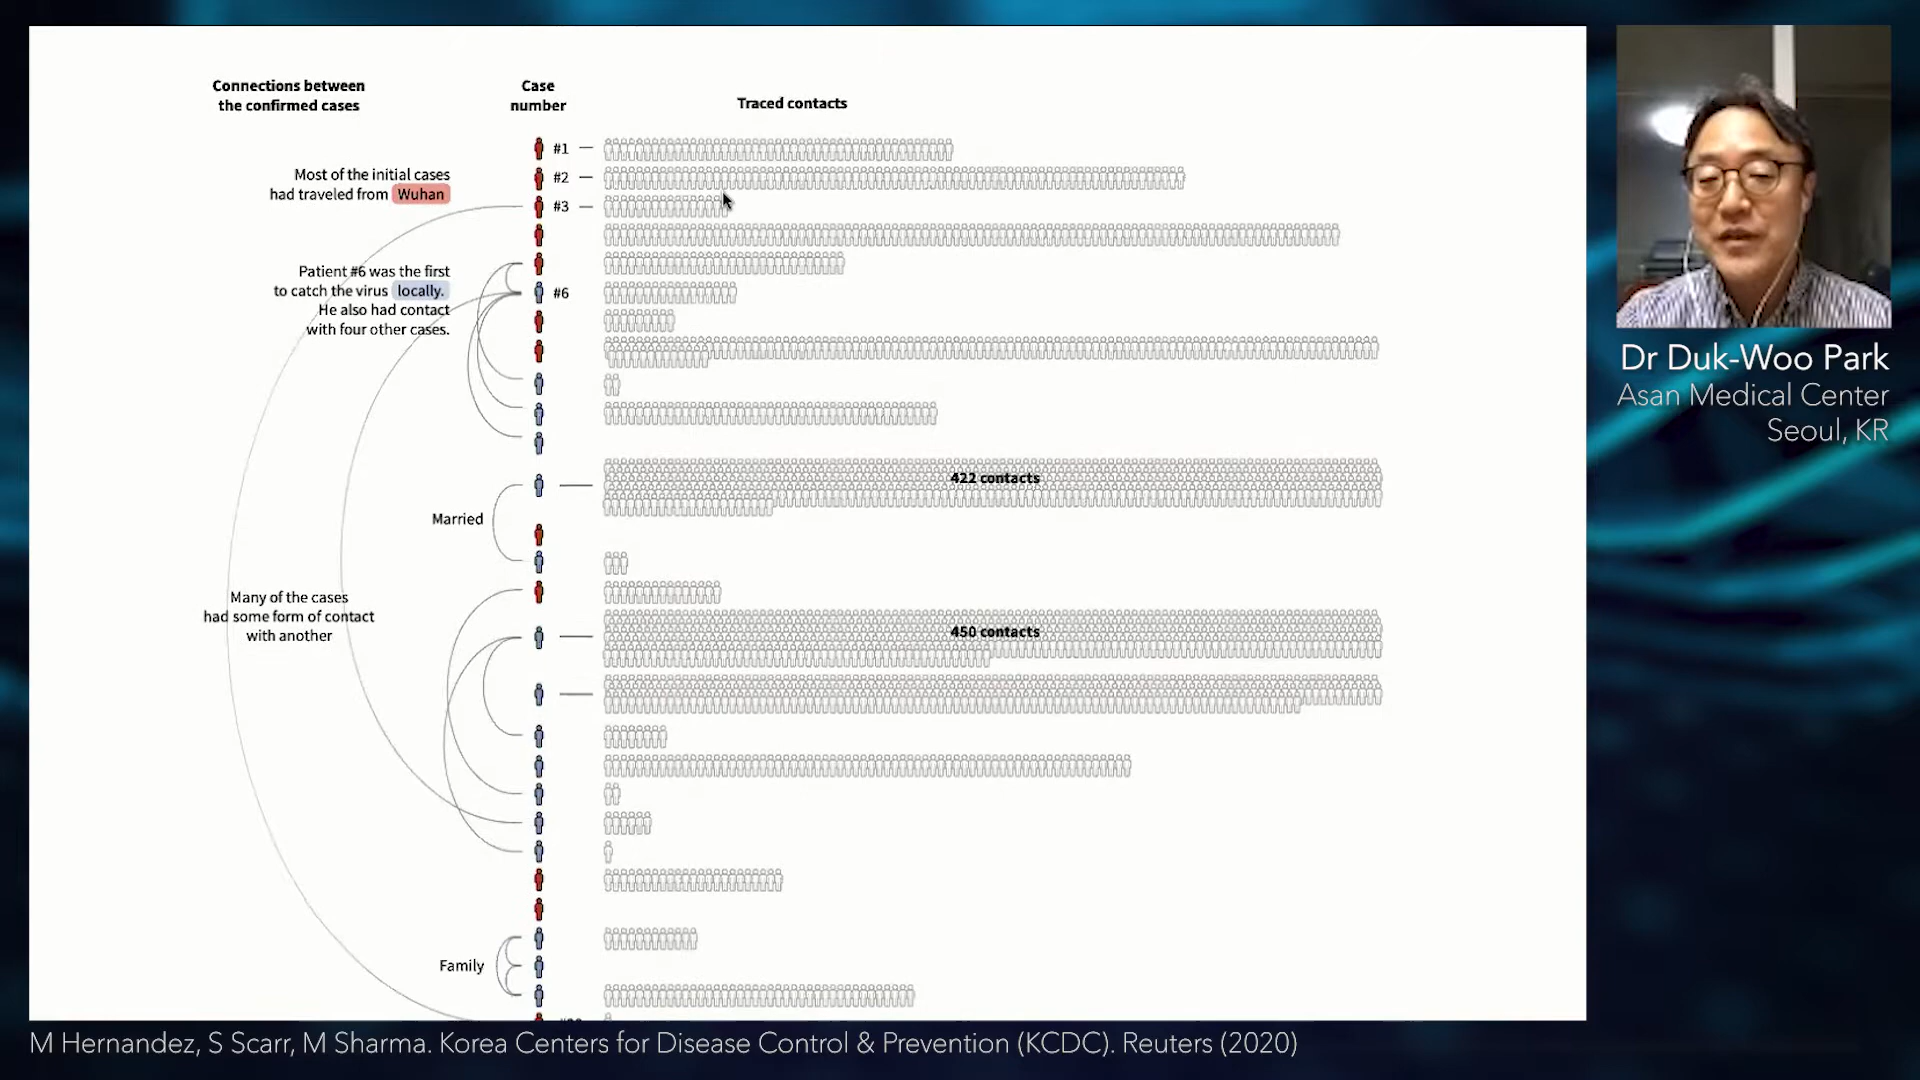 Connections between
the confirmed cases
Case
number
Traced contacts
#1
Most of the initial cases
had traveled from Wuhan
#2
#3
Patient #6 was the first
to catch the virus locally.
He also had contact
with four other cases.
#6
422 contacts
Married
Many of the cases
had some form of contact
with another
450 contacts
Family
Dr Duk-Woo Park
Asan Medical Center
Seoul, KR
M Hernandez, S Scarr, M Sharma. Korea Centers for Disease Control & Prevention (KCDC). Reuters (2020)